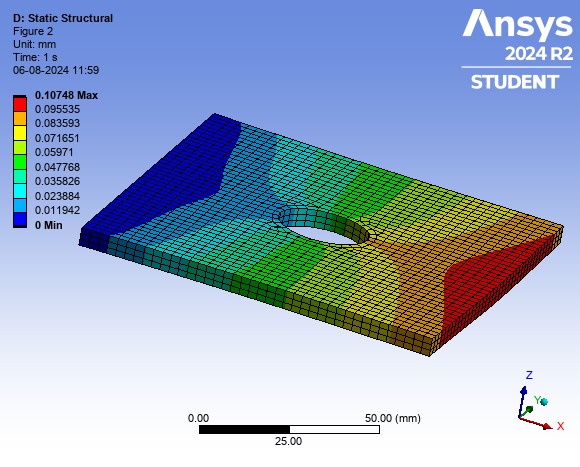 D: Static Structural
Figure 2
Unit: mm
Time: 1 s
06-08-2024 11:59
0.10748 Max
0.095535
0.083593
0.071651
0.05971
0.047768
0.035826
0.023884
0.011942
0 Min
Ansys
2024 R2
STUDENT
0.00
50.00 (mm)
25.00
Z
Y
X